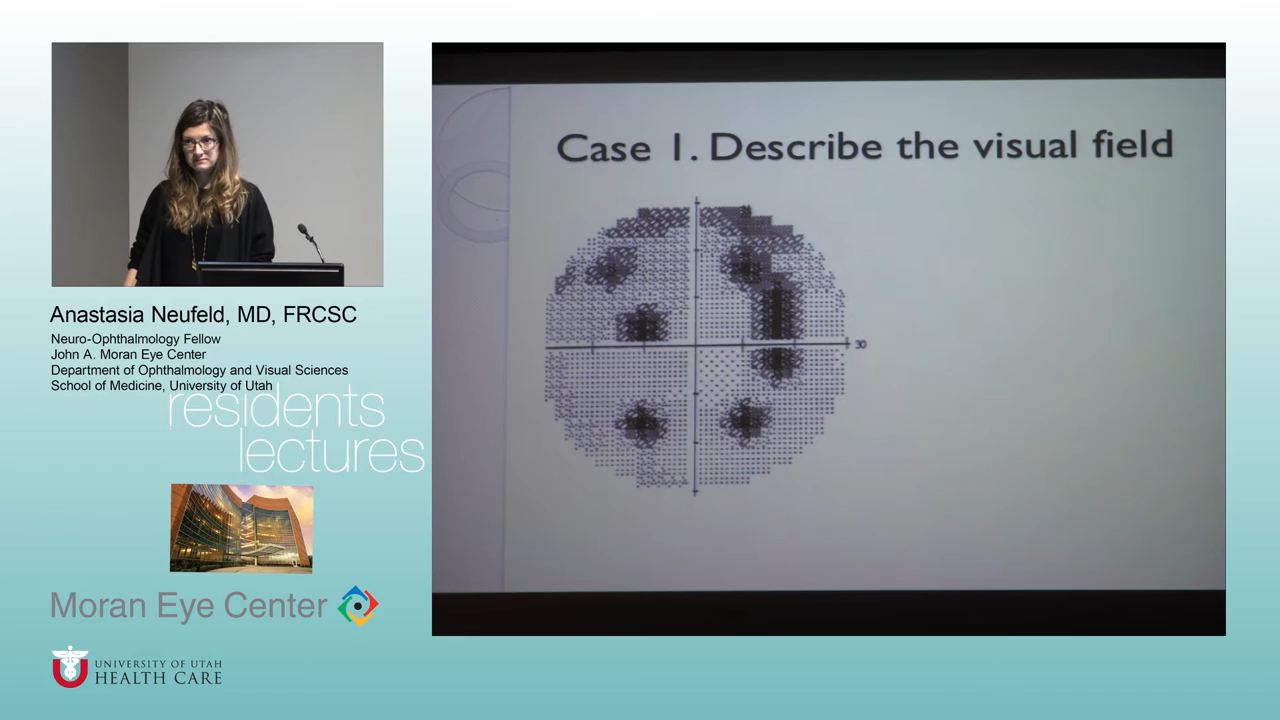 Case 1. Describe the visual field
30
Anastasia Neufeld, MD, FRCSC
Neuro-Ophthalmology Fellow
John A. Moran Eye Center
Department of Ophthalmology and Visual Sciences
School of Medicine, University of Utah
residents
lectures
Moran Eye Center
UNIVERSITY OF UTAH
HEALTH CARE